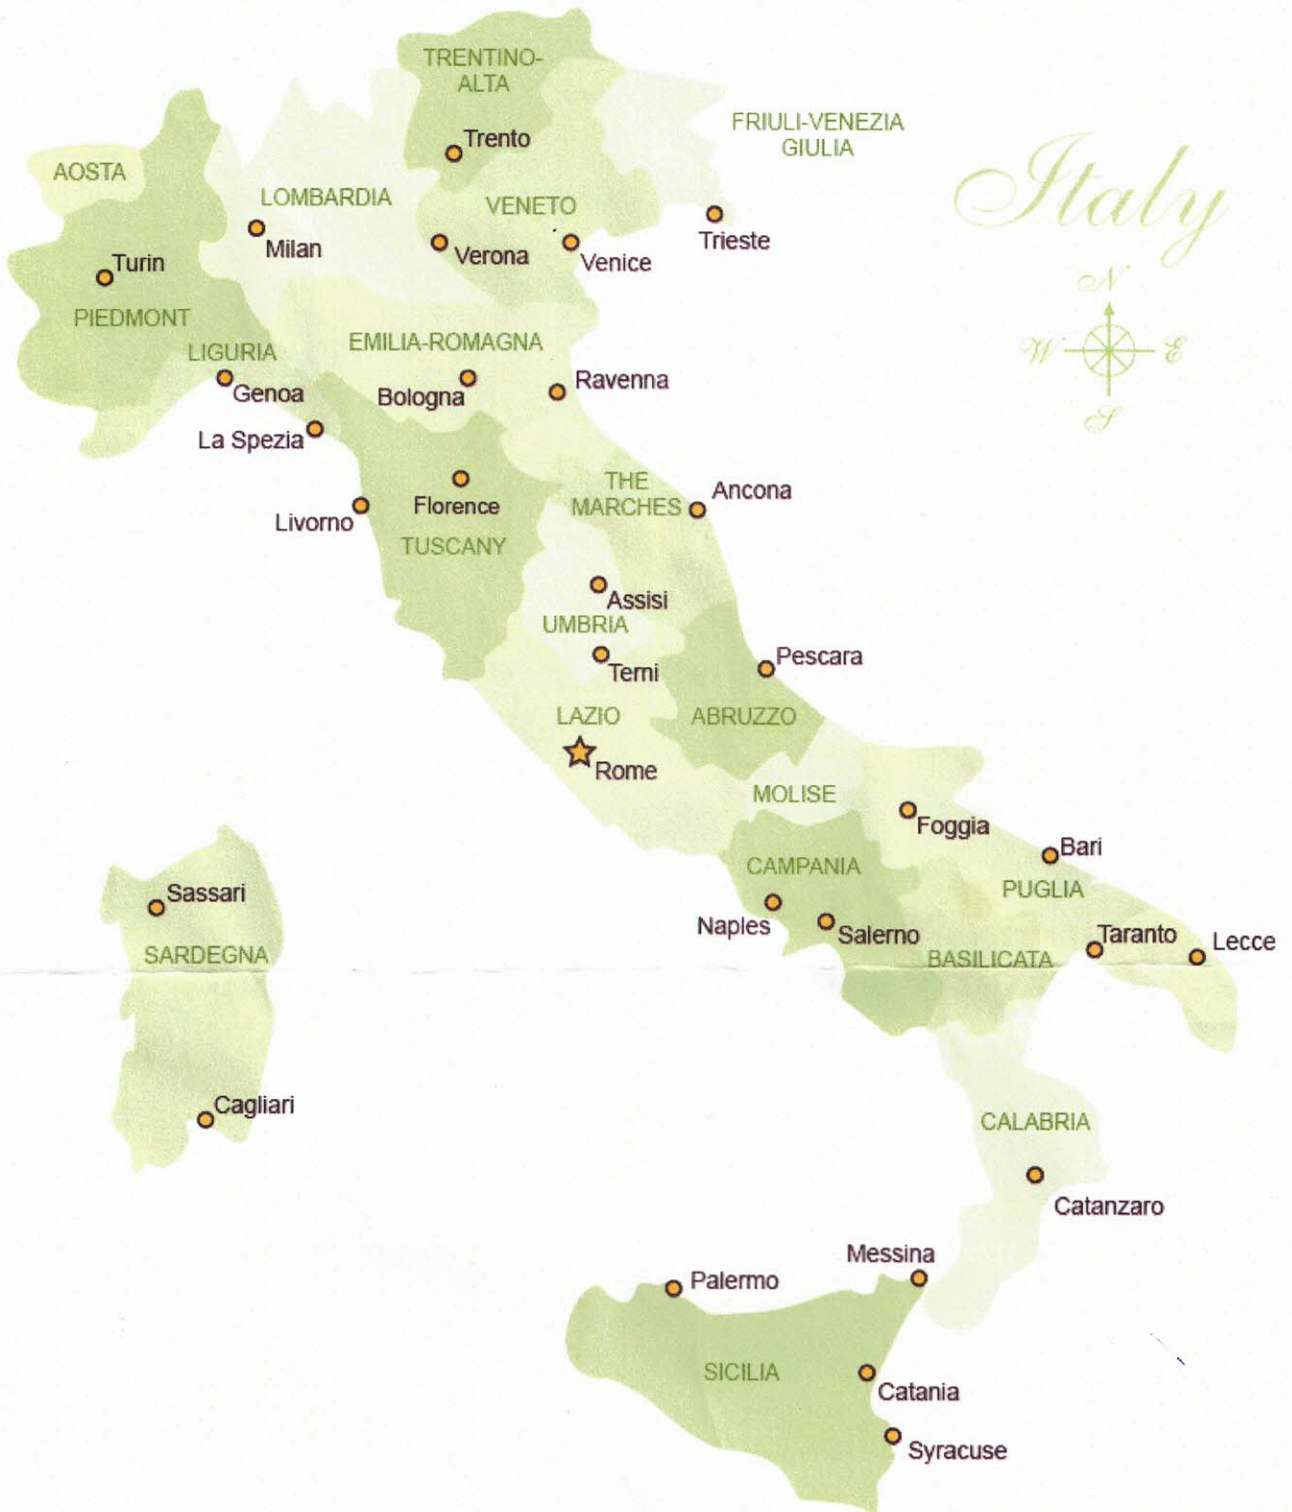 TRENTINO-
ALTA
Trento
FRIULI-VENEZIA
GIULIA
Italy
AOSTA
LOMBARDIA
VENETO
Milan
Verona
Venice
Trieste
Turin
N
W
E
S
PIEDMONT
LIGURIA
EMILIA-ROMAGNA
Genoa
Bologna
Ravenna
La Spezia
THE
MARCHES
Ancona
Livorno
Florence
TUSCANY
Assisi
UMBRIA
Terni
Pescara
LAZIO
ABRUZZO
Rome
MOLISE
Foggia
Bari
CAMPANIA
PUGLIA
Sassari
Naples
Salerno
Taranto
Lecce
SARDEGNA
BASILICATA
Cagliari
CALABRIA
Catanzaro
Messina
Palermo
SICILIA
Catania
Syracuse